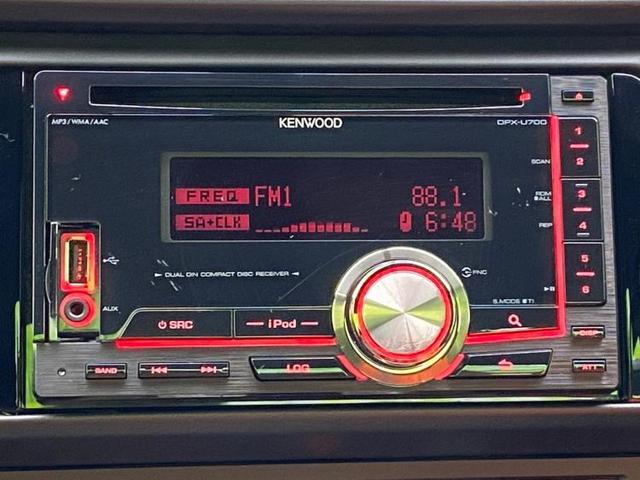 MP3/WMA/AAC
KENWOOD
DPX-U700
1
2
SCAN
FREQ FM1 88.1
SA+CLK 6:48
3
RDM
ALL
4
REP
5
6
DUAL DIN COMPACT DISC RECEIVER
FNC
AUX
S.MODE
SRC
iPod
DISP
BAND
LOG
ATT